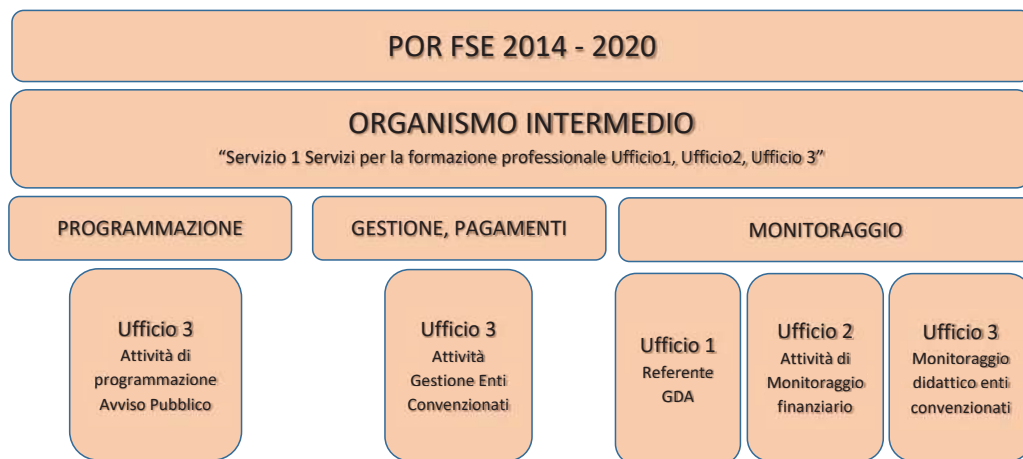 POR FSE 2014 - 2020
ORGANISMO INTERMEDIO
“Servizio 1 Servizi per la formazione professionale Ufficio1, Ufficio2, Ufficio 3”
PROGRAMMAZIONE
GESTIONE, PAGAMENTI
MONITORAGGIO
Ufficio 3
Attività di
programmazione
Avviso Pubblico
Ufficio 3
Attività
Gestione Enti
Convenzionati
Ufficio 1
Referente
GDA
Ufficio 2
Attività di
Monitoraggio
finanziario
Ufficio 3
Monitoraggio
didattico enti
convenzionati